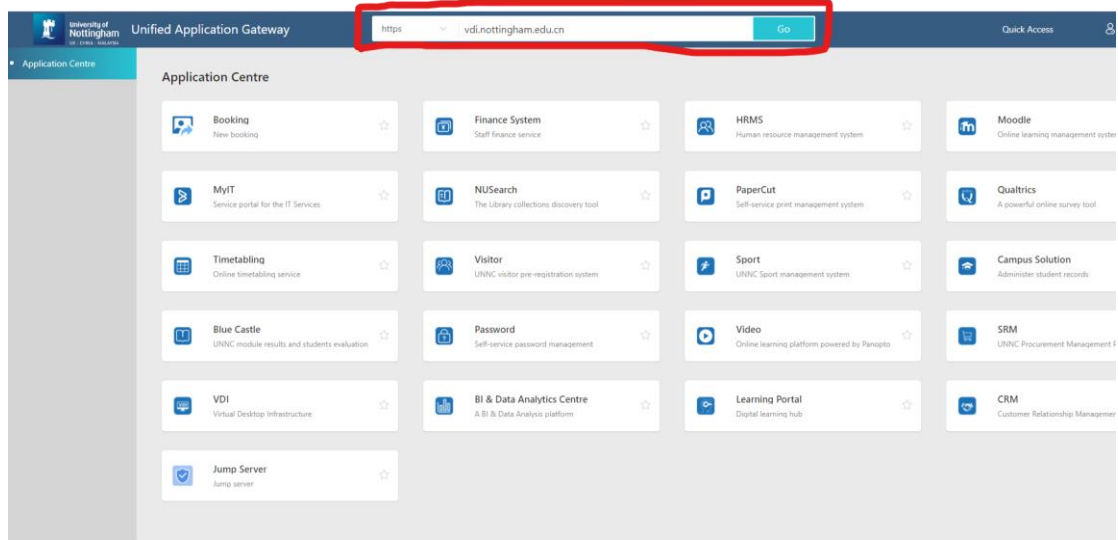 University of
Nottingham
UK | CHINA | MALAYSIA
Unified Application Gateway
https
vdi.nottingham.edu.cn
Go
Quick Access
Application Centre
Application Centre
Booking
New booking
Finance System
Staff finance service
HRMS
Human resource management system
Moodle
Online learning management syster
MyIT
Service portal for the IT Services
NUSearch
The Library collections discovery tool
PaperCut
Self-service print management system
Qualtrics
A powerful online survey tool
Timetabling
Online timetabling service
Visitor
UNNC visitor pre-registration system
Sport
UNNC Sport management system
Campus Solution
Administer student records
Blue Castle
UNNC module results and students evaluation
Password
Self-service password management
Video
Online learning platform powered by Panopto
SRM
UNNC Procurement Management P
VDI
Virtual Desktop Infrastructure
BI & Data Analytics Centre
A BI & Data Analysis platform
Learning Portal
Digital learning hub
CRM
Customer Relationship Managemer
Jump Server
Jump server